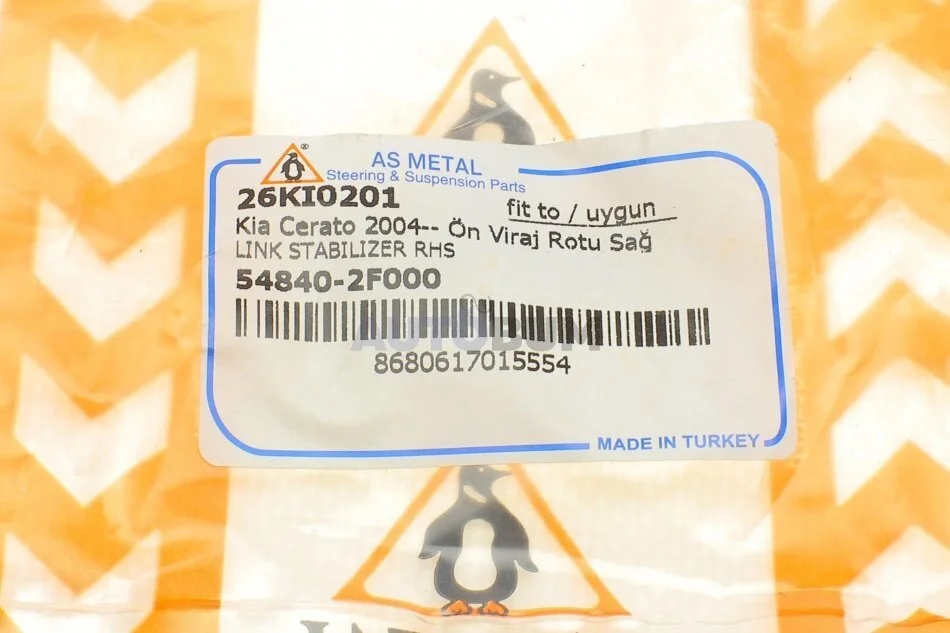 AS METAL
Steering & Suspension Parts
26KI0201
fit to / uygun
Kia Cerato 2004-- Ön Viraj Rotu Sağ
LINK STABILIZER RHS
54840-2F000
AUTOBUM
8680617015554
MADE IN TURKEY